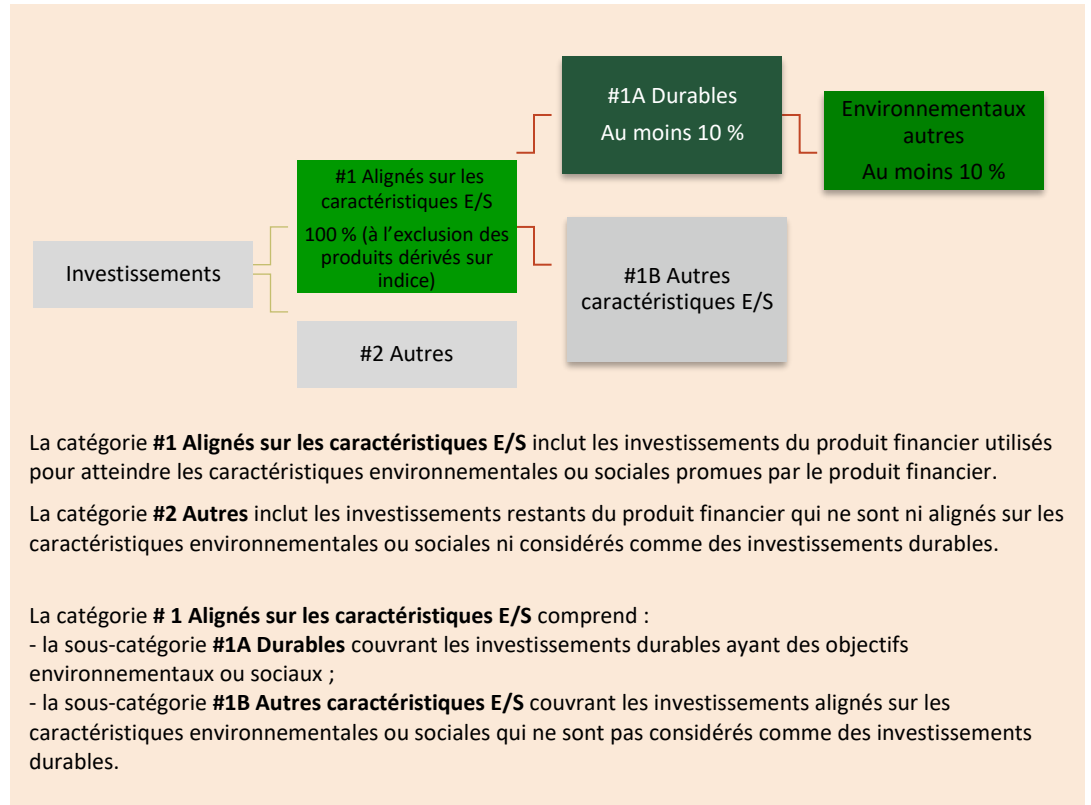 #1A Durables
Au moins 10 %
Environnementaux
autres
Au moins 10 %
#1 Alignés sur les
caractéristiques E/S
100 % (à l’exclusion des
produits dérivés sur
indice)
Investissements
#1B Autres
caractéristiques E/S
#2 Autres
La catégorie #1 Alignés sur les caractéristiques E/S inclut les investissements du produit financier utilisés
pour atteindre les caractéristiques environnementales ou sociales promues par le produit financier.
La catégorie #2 Autres inclut les investissements restants du produit financier qui ne sont ni alignés sur les
caractéristiques environnementales ou sociales ni considérés comme des investissements durables.
La catégorie # 1 Alignés sur les caractéristiques E/S comprend :
- la sous-catégorie #1A Durables couvrant les investissements durables ayant des objectifs
environnementaux ou sociaux ;
- la sous-catégorie #1B Autres caractéristiques E/S couvrant les investissements alignés sur les
caractéristiques environnementales ou sociales qui ne sont pas considérés comme des investissements
durables.